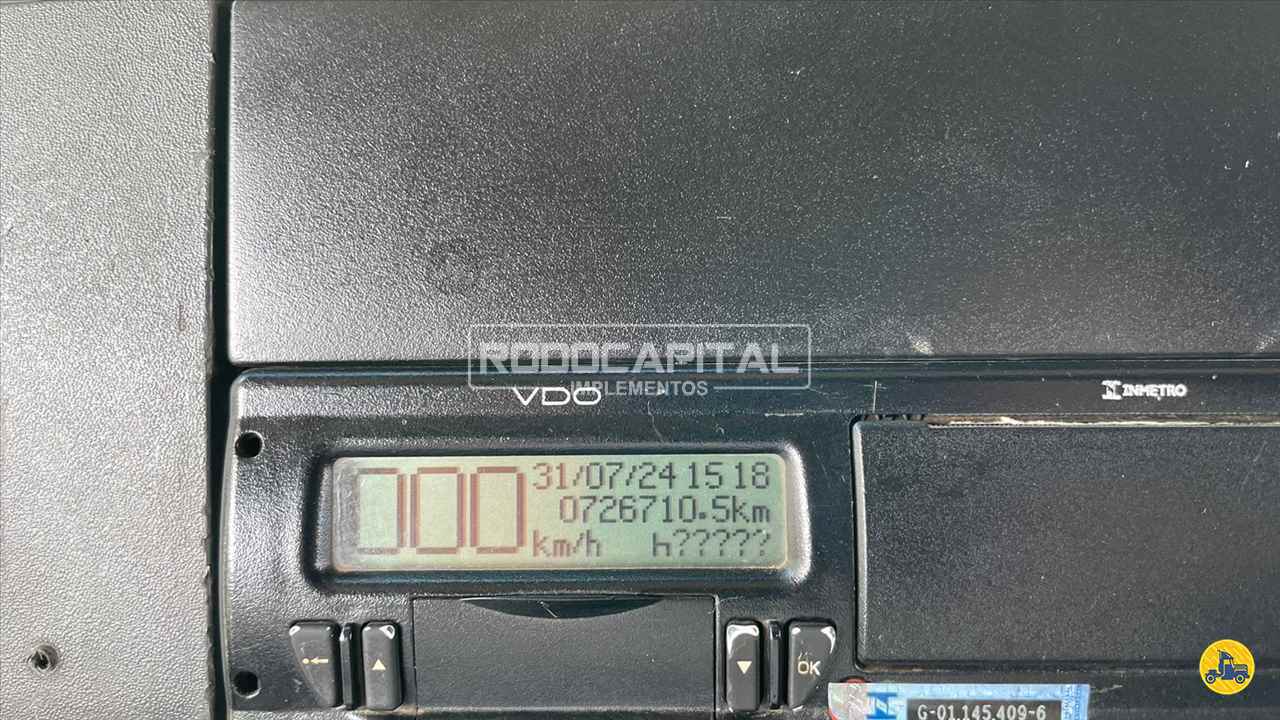 RODOCAPITAL
IMPLEMENTOS
VDO
INMETRO
000
31/07/24 15 18
0726710.5km
km/h h?????
OK
G-01.145.409-6